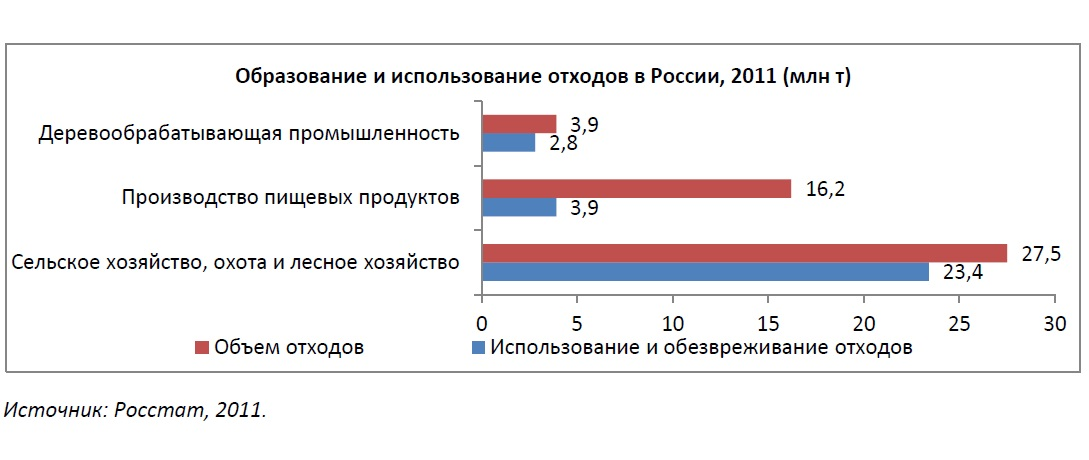 Образование и использование отходов в России, 2011 (млн т)
Деревообрабатывающая промышленность
3,9
2,8
Производство пищевых продуктов
16,2
3,9
Сельское хозяйство, охота и лесное хозяйство
27,5
23,4
0 5 10 15 20 25 30
Объем отходов Использование и обезвреживание отходов
Источник: Росстат, 2011.